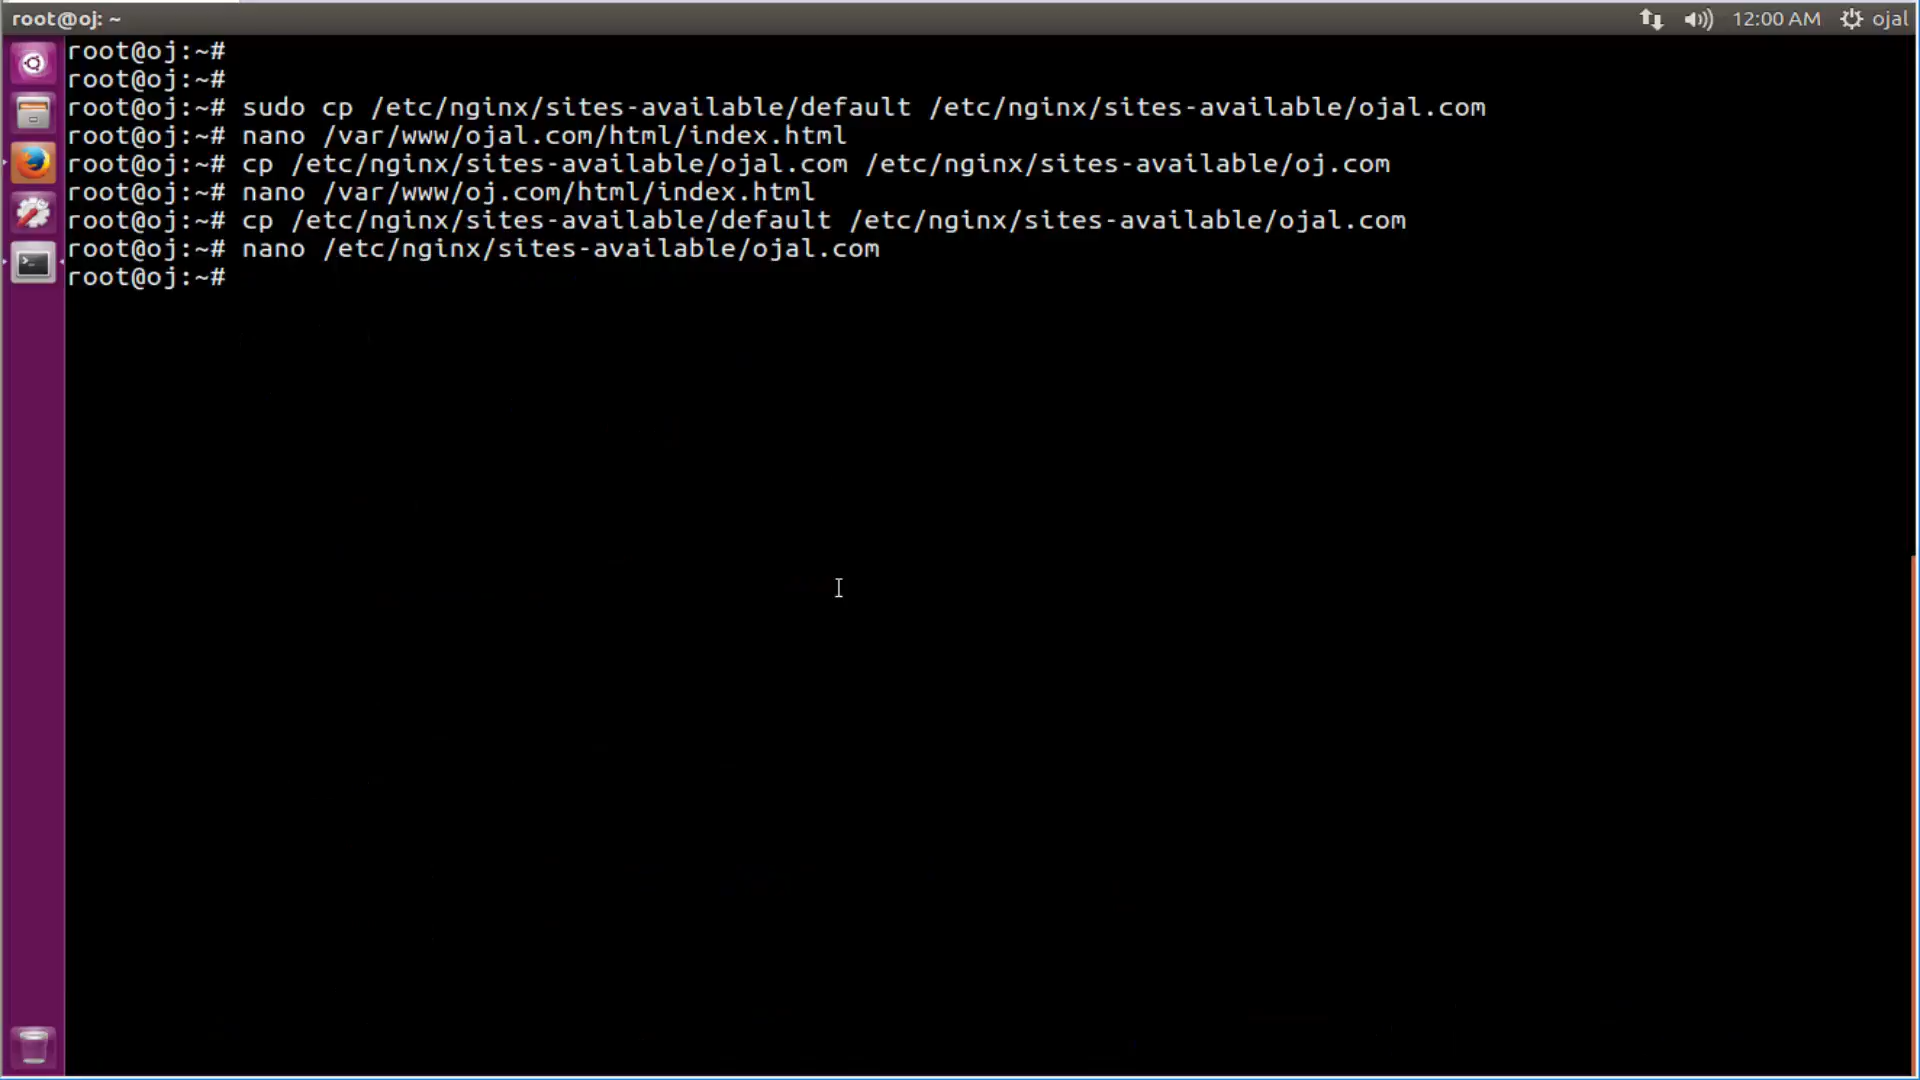 root@oj: ~
12:00 AM
ojal
root@oj:~#
root@oj:~#
root@oj:~# sudo cp /etc/nginx/sites-available/default /etc/nginx/sites-available/ojal.com
root@oj:~# nano /var/www/ojal.com/html/index.html
root@oj:~# cp /etc/nginx/sites-available/ojal.com /etc/nginx/sites-available/oj.com
root@oj:~# nano /var/www/oj.com/html/index.html
root@oj:~# cp /etc/nginx/sites-available/default /etc/nginx/sites-available/ojal.com
root@oj:~# nano /etc/nginx/sites-available/ojal.com
root@oj:~#